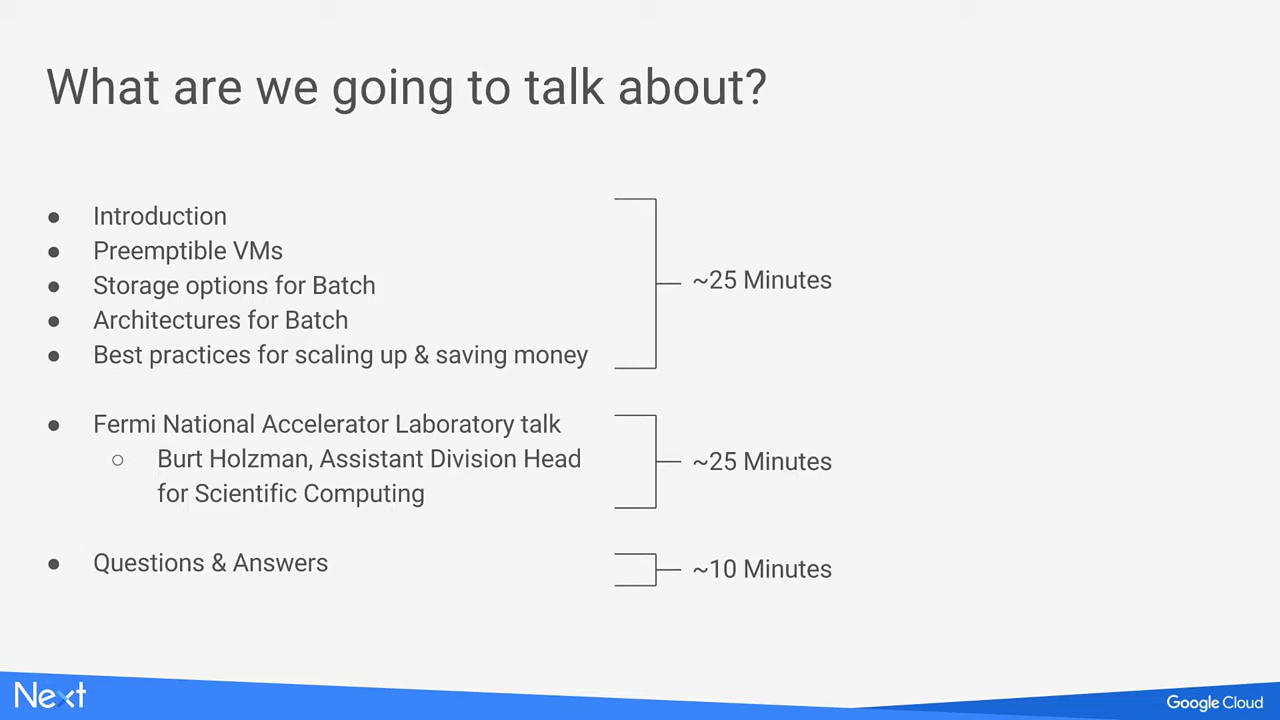 What are we going to talk about?
● Introduction
● Preemptible VMs
● Storage options for Batch
● Architectures for Batch
● Best practices for scaling up & saving money
~25 Minutes
● Fermi National Accelerator Laboratory talk
○ Burt Holzman, Assistant Division Head
for Scientific Computing
~25 Minutes
● Questions & Answers
~10 Minutes
Next
Google Cloud